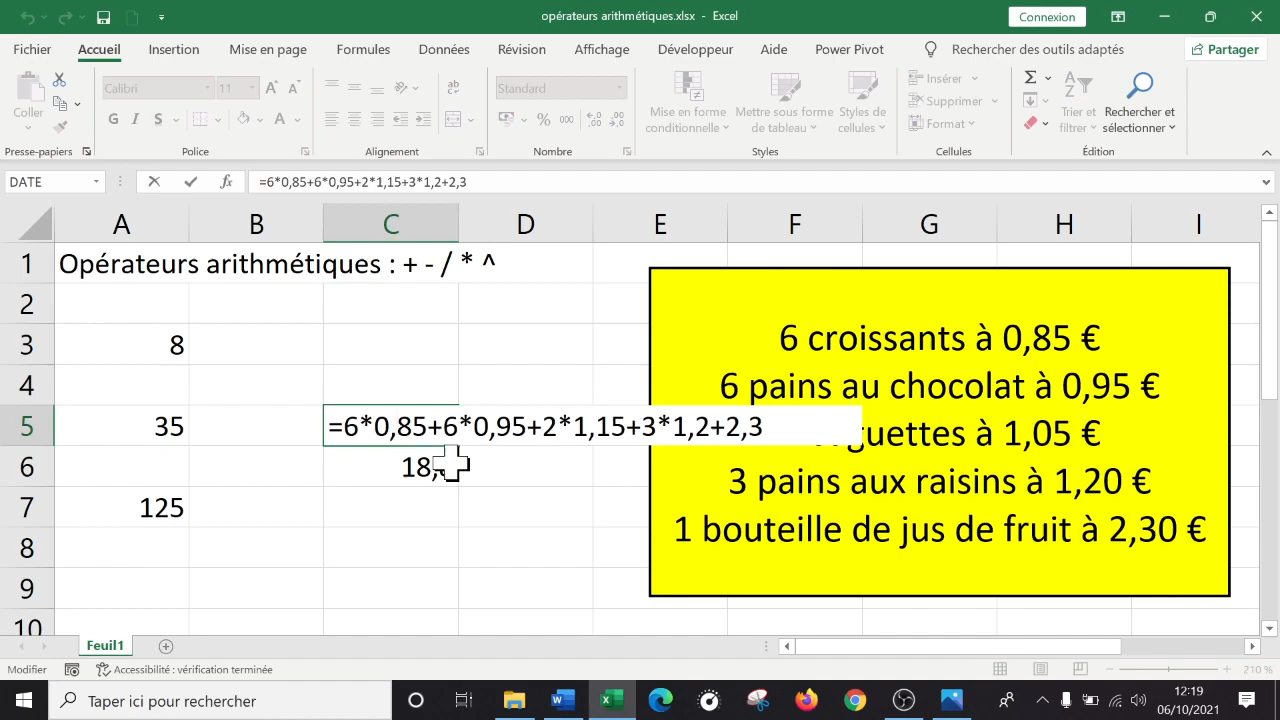 opérateurs arithmétiques.xlsx - Excel
Connexion
Fichier Accueil Insertion Mise en page Formules Données Révision Affichage Développeur Aide Power Pivot Rechercher des outils adaptés Partager
Coller
Presse-papiers
Calibri 11
G I S
Police
Alignement
Standard
% 000
Nombre
Mise en forme conditionnelle
Mettre sous forme de tableau
Styles de cellules
Styles
Insérer
Supprimer
Format
Cellules
Trier et filtrer
Rechercher et sélectionner
Édition
DATE fx =6*0,85+6*0,95+2*1,15+3*1,2+2,3
A B C D E F G H I
1 Opérateurs arithmétiques : + - / * ^
2
3 8
4
5 35 =6*0,85+6*0,95+2*1,15+3*1,2+2,3
6 18,
7 125
8
9
10
6 croissants à 0,85 €
6 pains au chocolat à 0,95 €
guettes à 1,05 €
3 pains aux raisins à 1,20 €
1 bouteille de jus de fruit à 2,30 €
Feuil1
Modifier Accessibilité : vérification terminée 210 %
Taper ici pour rechercher
12:19
06/10/2021